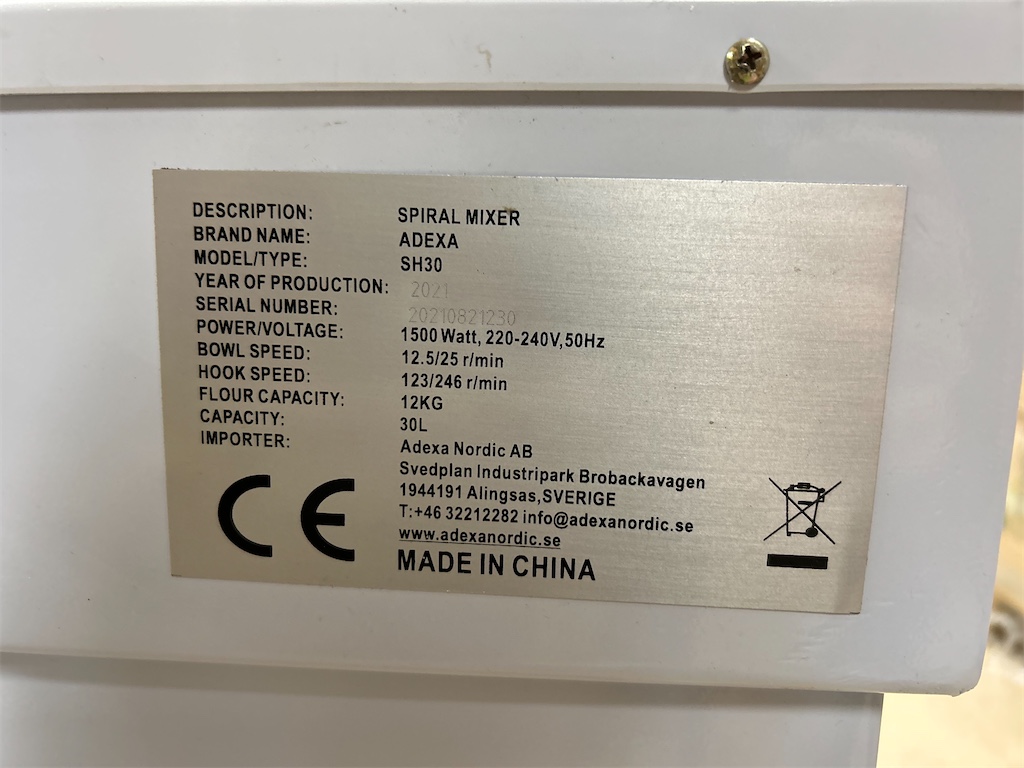 DESCRIPTION: SPIRAL MIXER
BRAND NAME: ADEXA
MODEL/TYPE: SH30
YEAR OF PRODUCTION: 2021
SERIAL NUMBER: 20210821230
POWER/VOLTAGE: 1500 Watt, 220-240V,50Hz
BOWL SPEED: 12.5/25 r/min
HOOK SPEED: 123/246 r/min
FLOUR CAPACITY: 12KG
CAPACITY: 30L
IMPORTER: Adexa Nordic AB
Svedplan Industripark Brobackavagen
1944191 Alingsas,SVERIGE
T:+46 32212282 info@adexanordic.se
www.adexanordic.se
CE
MADE IN CHINA